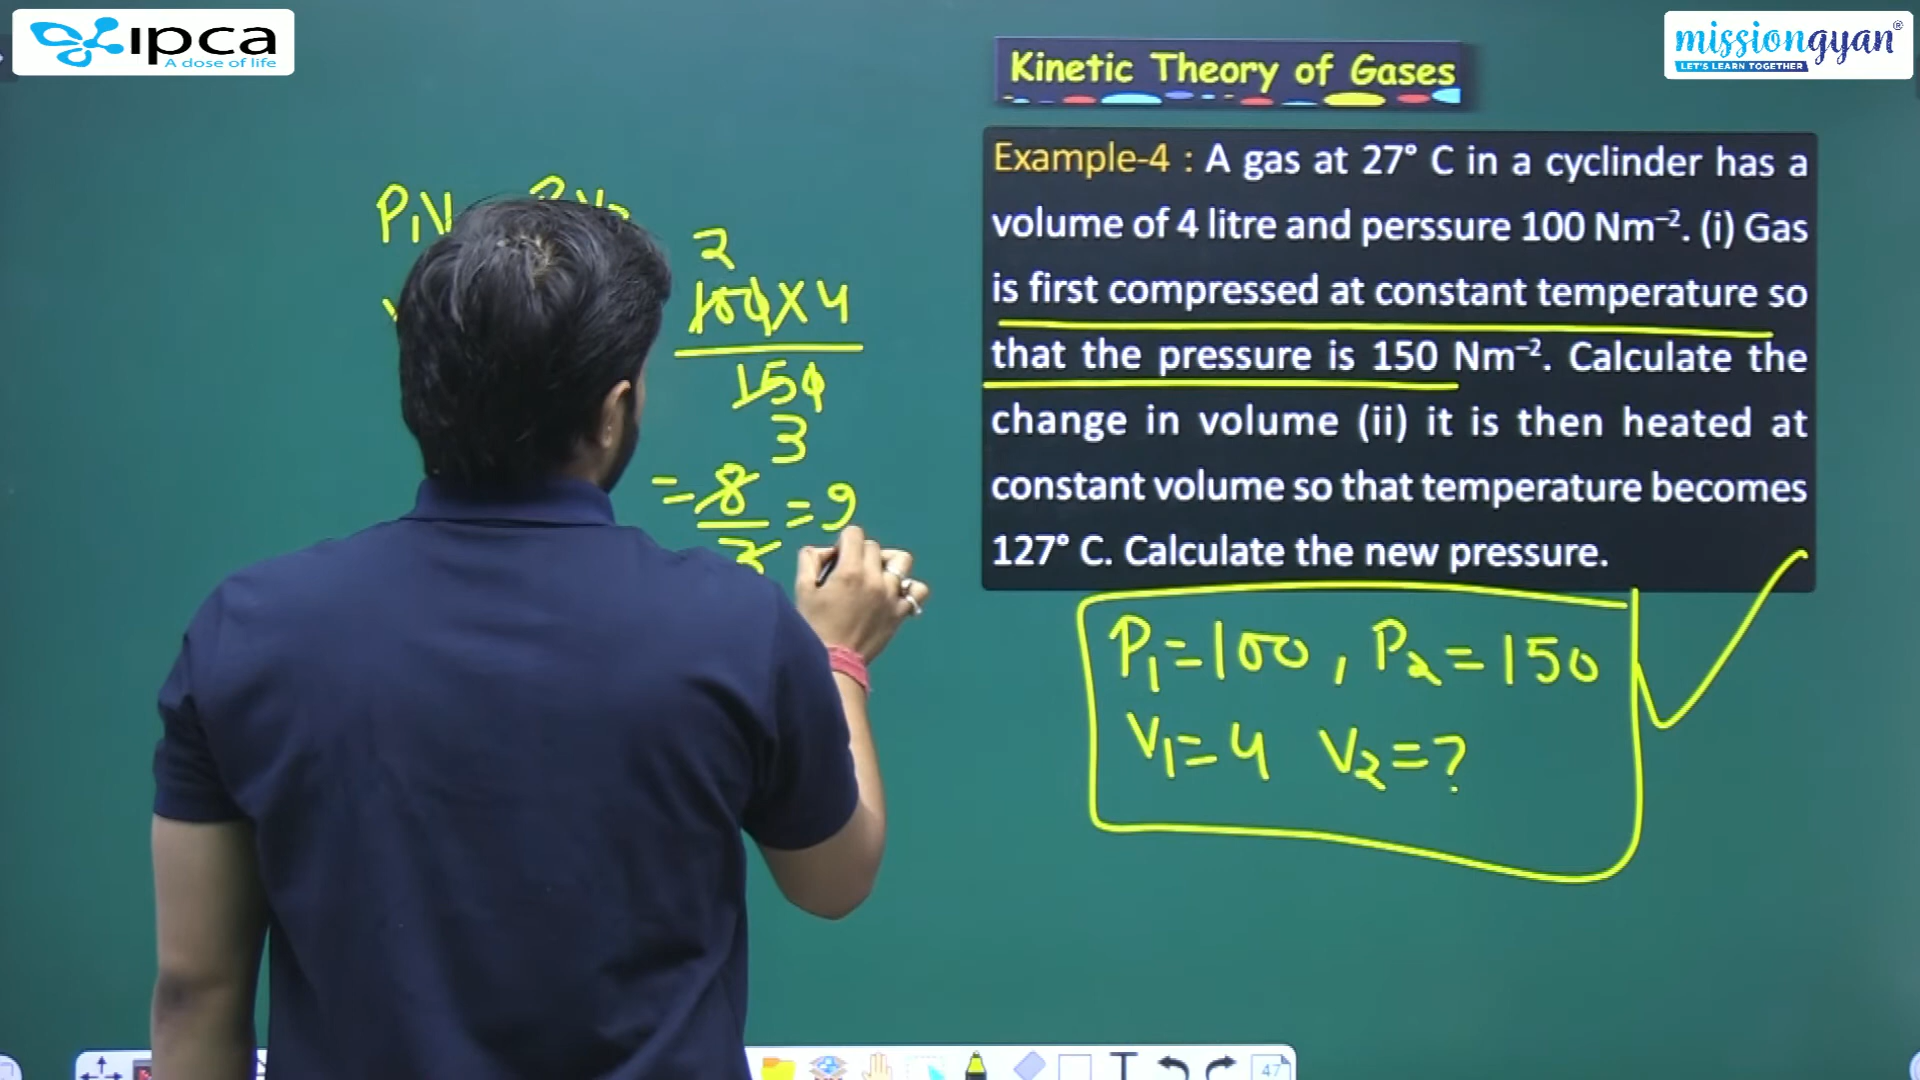 ipca
A dose of life
missiongyan®
LET'S LEARN TOGETHER
Kinetic Theory of Gases
Example-4 : A gas at 27° C in a cyclinder has a
volume of 4 litre and perssure 100 Nm⁻². (i) Gas
is first compressed at constant temperature so
that the pressure is 150 Nm⁻². Calculate the
change in volume (ii) it is then heated at
constant volume so that temperature becomes
127° C. Calculate the new pressure.
P₁V
2
100 X 4
150
3
= 8
=
P₁=100, P₂=150
V₁=4 V₂=?
T
47